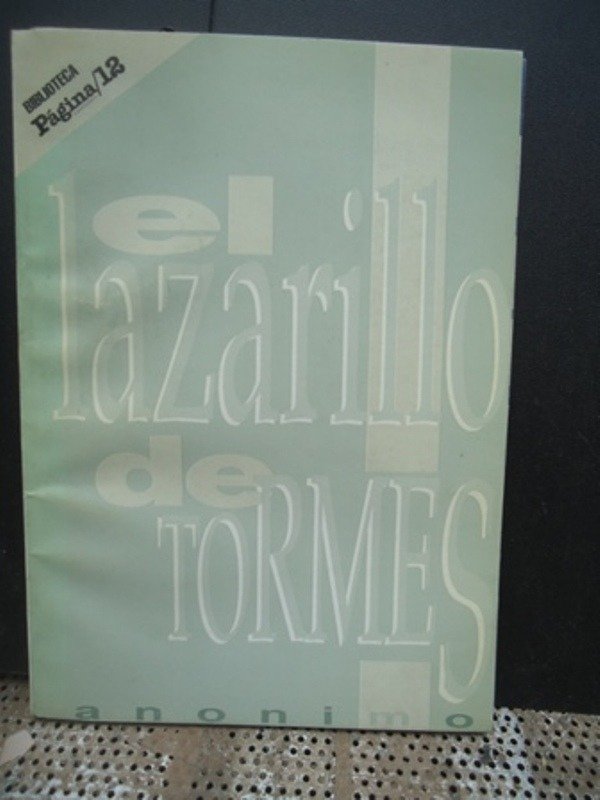 BIBLIOTECA
Página/12
el
lazarillo
de
TORMES
anonimo